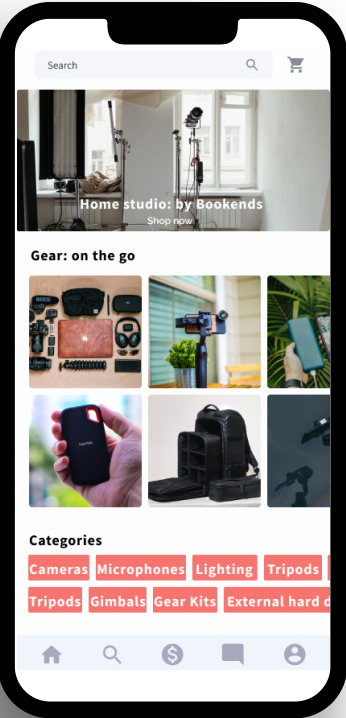 Search
Home studio: by Bookends
Shop now
Gear: on the go
Categories
Cameras Microphones Lighting Tripods
Tripods Gimbals Gear Kits External hard d